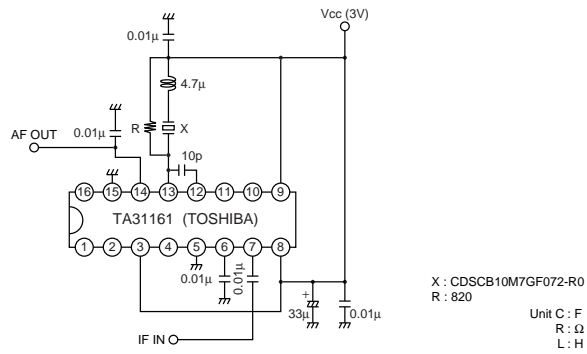 Vcc (3V)
0.01µ
4.7µ
R
X
AF OUT
0.01µ
10p
16 15 14 13 12 11 10 9
TA31161 (TOSHIBA)
1 2 3 4 5 6 7 8
0.01µ
0.01µ
+
33µ
0.01µ
IF IN
X : CDSCB10M7GF072-R0
R : 820
Unit C : F
R : Ω
L : H